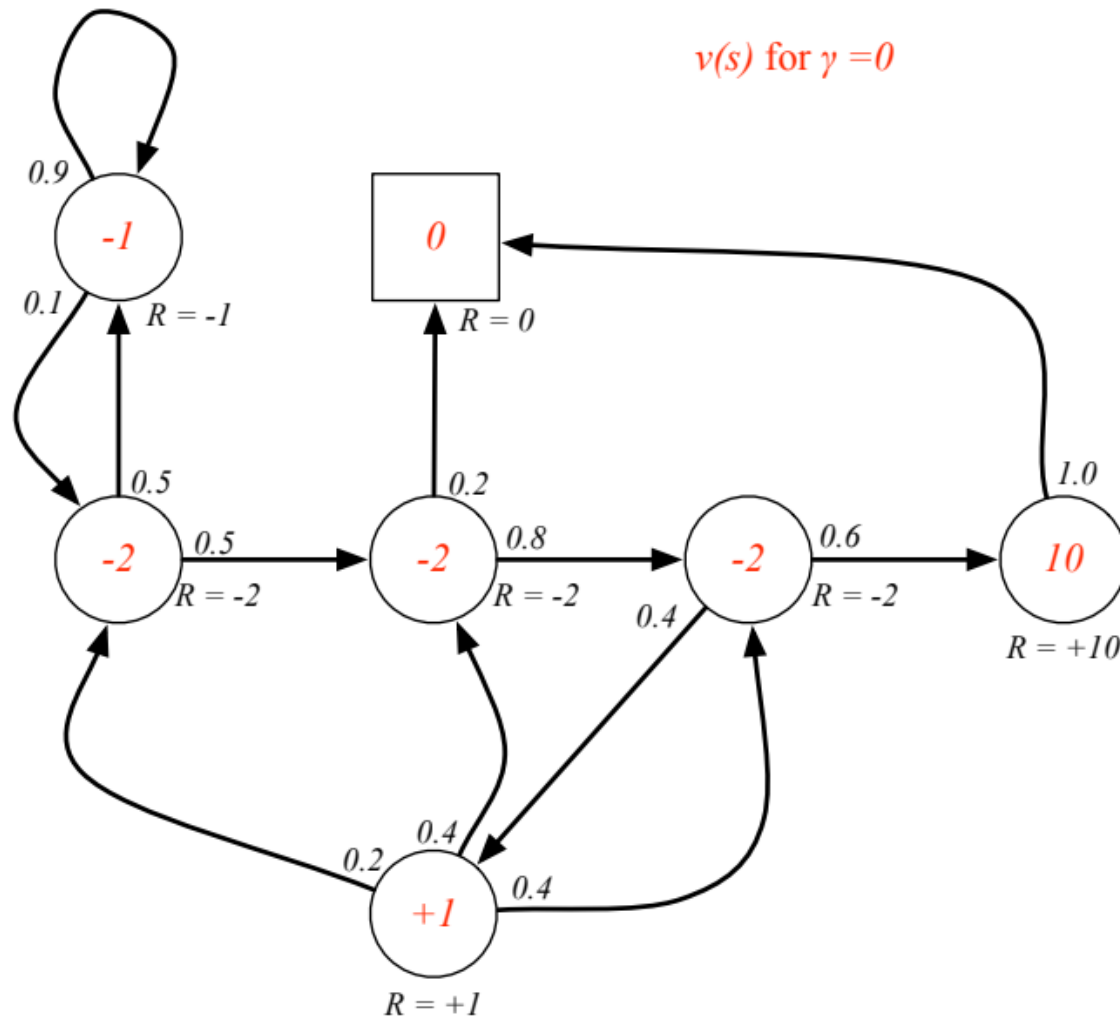 v(s) for γ =0
0.9
-1
0
0.1
R = -1
R = 0
0.5
0.2
1.0
-2
0.5
-2
0.8
-2
0.6
10
R = -2
R = -2
R = -2
0.4
R = +10
0.4
0.2
0.4
+1
R = +1